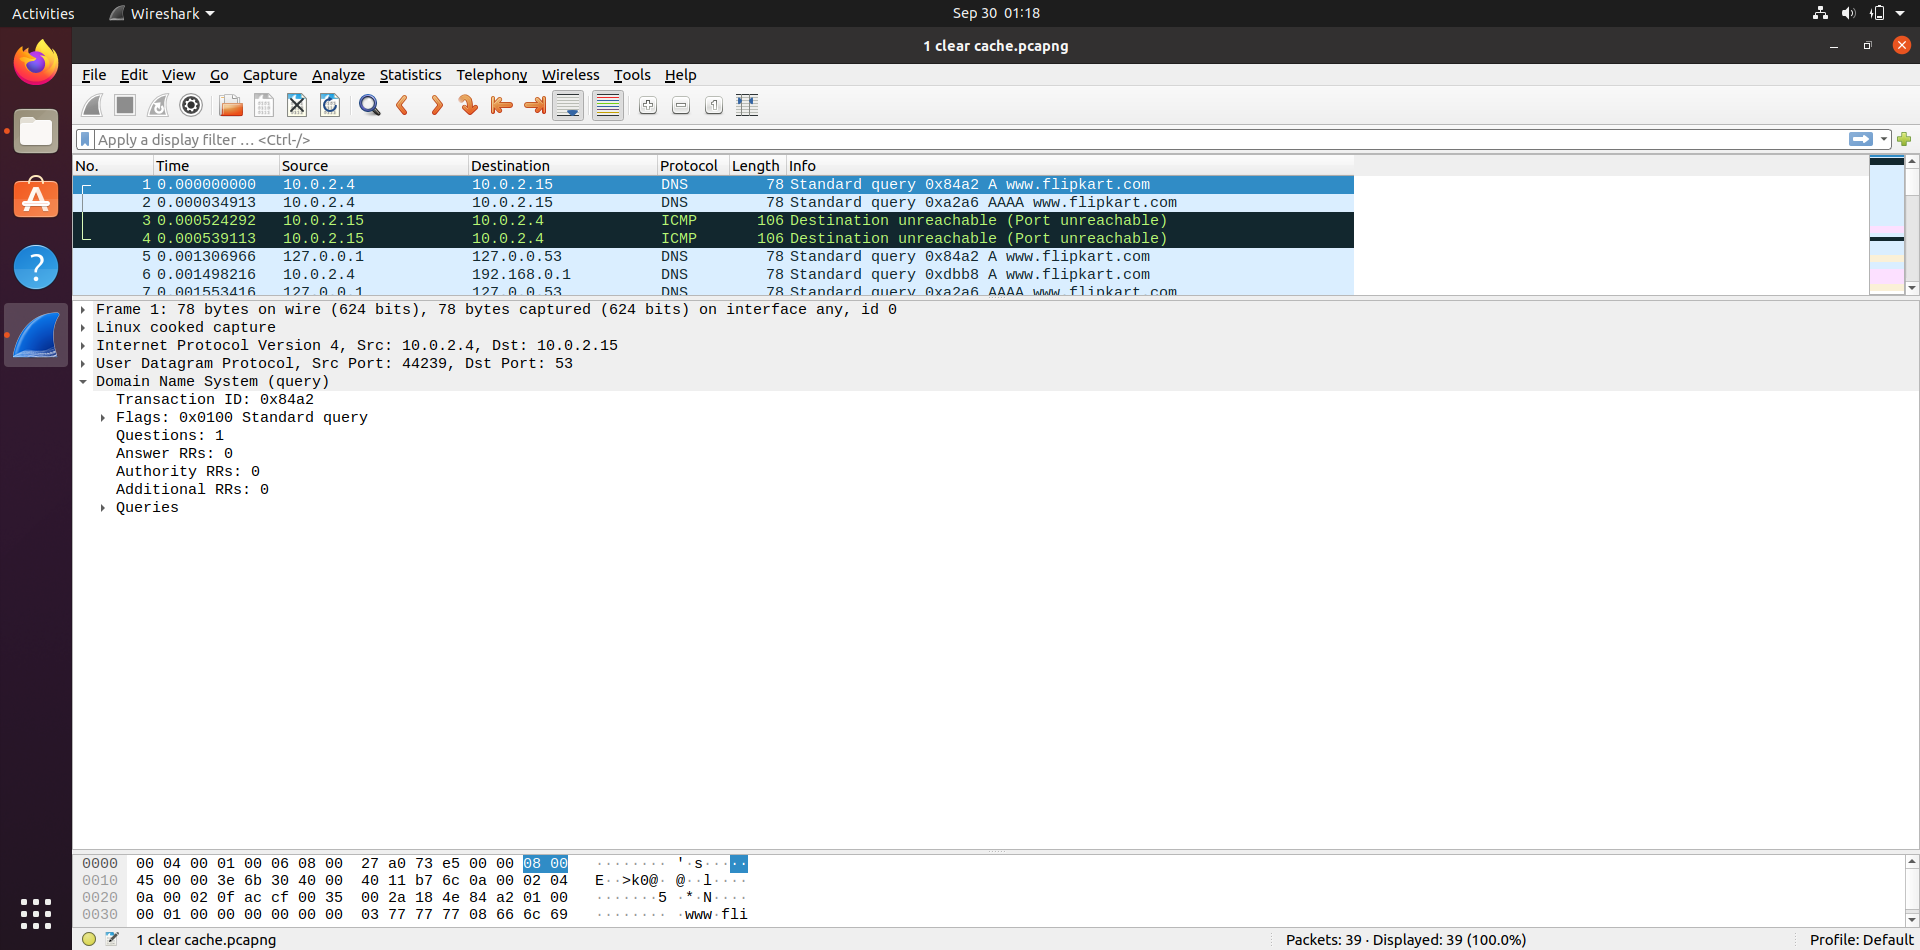 Activities Wireshark Sep 30 01:18
1 clear cache.pcapng
File Edit View Go Capture Analyze Statistics Telephony Wireless Tools Help
Apply a display filter … <Ctrl-/>
No. Time Source Destination Protocol Length Info
1 0.000000000 10.0.2.4 10.0.2.15 DNS 78 Standard query 0x84a2 A www.flipkart.com
2 0.000034913 10.0.2.4 10.0.2.15 DNS 78 Standard query 0xa2a6 AAAA www.flipkart.com
3 0.000524292 10.0.2.15 10.0.2.4 ICMP 106 Destination unreachable (Port unreachable)
4 0.000539113 10.0.2.15 10.0.2.4 ICMP 106 Destination unreachable (Port unreachable)
5 0.001306966 127.0.0.1 127.0.0.53 DNS 78 Standard query 0x84a2 A www.flipkart.com
6 0.001498216 10.0.2.4 192.168.0.1 DNS 78 Standard query 0xdbb8 A www.flipkart.com
7 0.001553416 127.0.0.1 127.0.0.53 DNS 78 Standard query 0xa2a6 AAAA www.flipkart.com
Frame 1: 78 bytes on wire (624 bits), 78 bytes captured (624 bits) on interface any, id 0
Linux cooked capture
Internet Protocol Version 4, Src: 10.0.2.4, Dst: 10.0.2.15
User Datagram Protocol, Src Port: 44239, Dst Port: 53
Domain Name System (query)
Transaction ID: 0x84a2
Flags: 0x0100 Standard query
Questions: 1
Answer RRs: 0
Authority RRs: 0
Additional RRs: 0
Queries
0000 00 04 00 01 00 06 08 00 27 a0 73 e5 00 00 08 00 ········ '·s·····
0010 45 00 00 3e 6b 30 40 00 40 11 b7 6c 0a 00 02 04 E··>k0@· @··l····
0020 0a 00 02 0f ac cf 00 35 00 2a 18 4e 84 a2 01 00 ·······5 ·*·N····
0030 00 01 00 00 00 00 00 00 03 77 77 77 08 66 6c 69 ········ ·www·fli
1 clear cache.pcapng Packets: 39 · Displayed: 39 (100.0%) Profile: Default